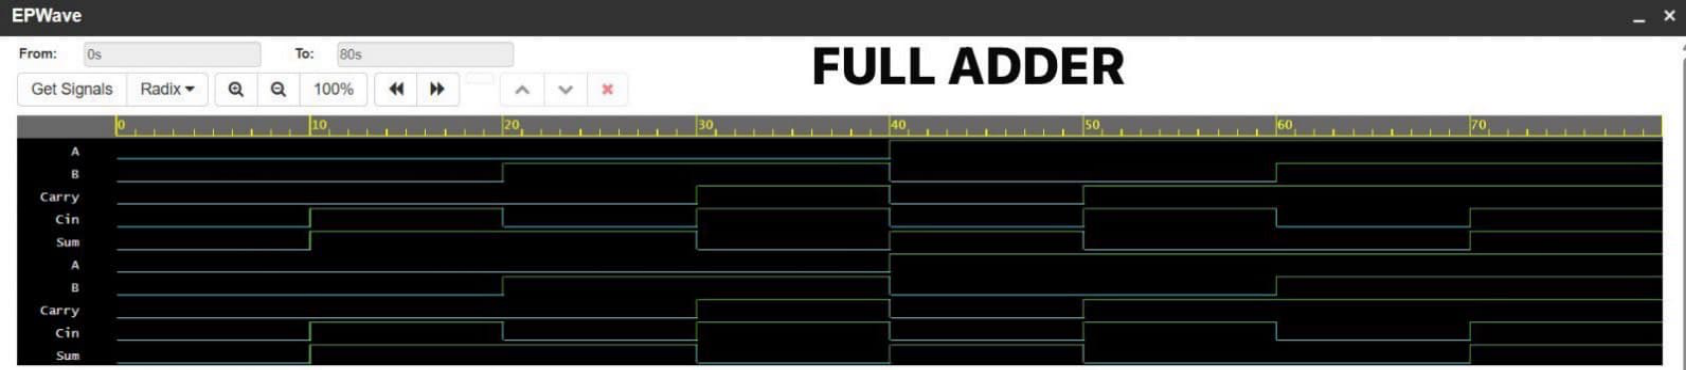 EPWave
From: 0s To: 80s
FULL ADDER
Get Signals Radix 100%
0 10 20 30 40 50 60 70
A
B
Carry
Cin
Sum
A
B
Carry
Cin
Sum